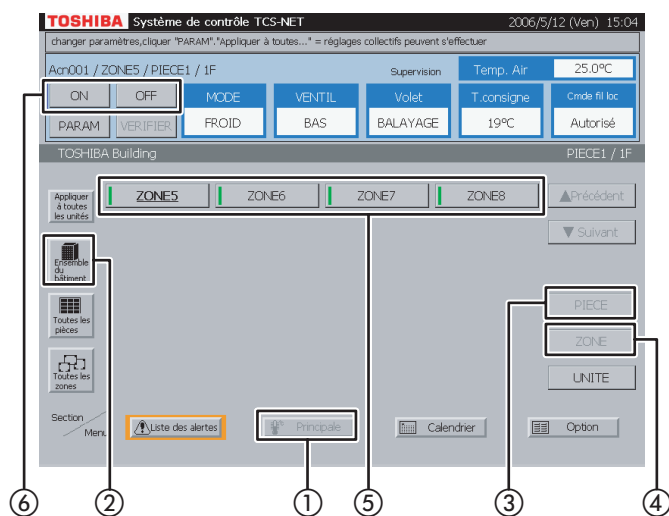 TOSHIBA Système de contrôle TCS-NET 2006/5/12 (Ven) 15:04
changer paramètres,cliquer "PARAM"."Appliquer à toutes..." = réglages collectifs peuvent s'effectuer
Acn001 / ZONE5 / PIECE1 / 1F Supervision Temp. Air 25.0°C
ON OFF MODE VENTIL Volet T.consigne Cmde fil loc
PARAM VERIFIER FROID BAS BALAYAGE 19°C Autorisé
TOSHIBA Building PIECE1 / 1F
Appliquer à toutes les unités
ZONE5 ZONE6 ZONE7 ZONE8
▲Précédent
▼ Suivant
Ensemble du bâtiment
Toutes les pièces
PIECE
ZONE
Toutes les zones
UNITE
Section / Menu
Liste des alertes Principale Calendrier Option
⑥ ② ① ⑤ ③ ④